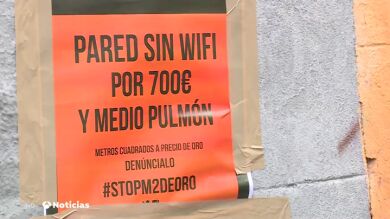 PARED SIN WIFI
POR 700€
Y MEDIO PULMÓN
METROS CUADRADOS A PRECIO DE ORO
DENÚNCIALO
#STOPM2DEORO
Noticias